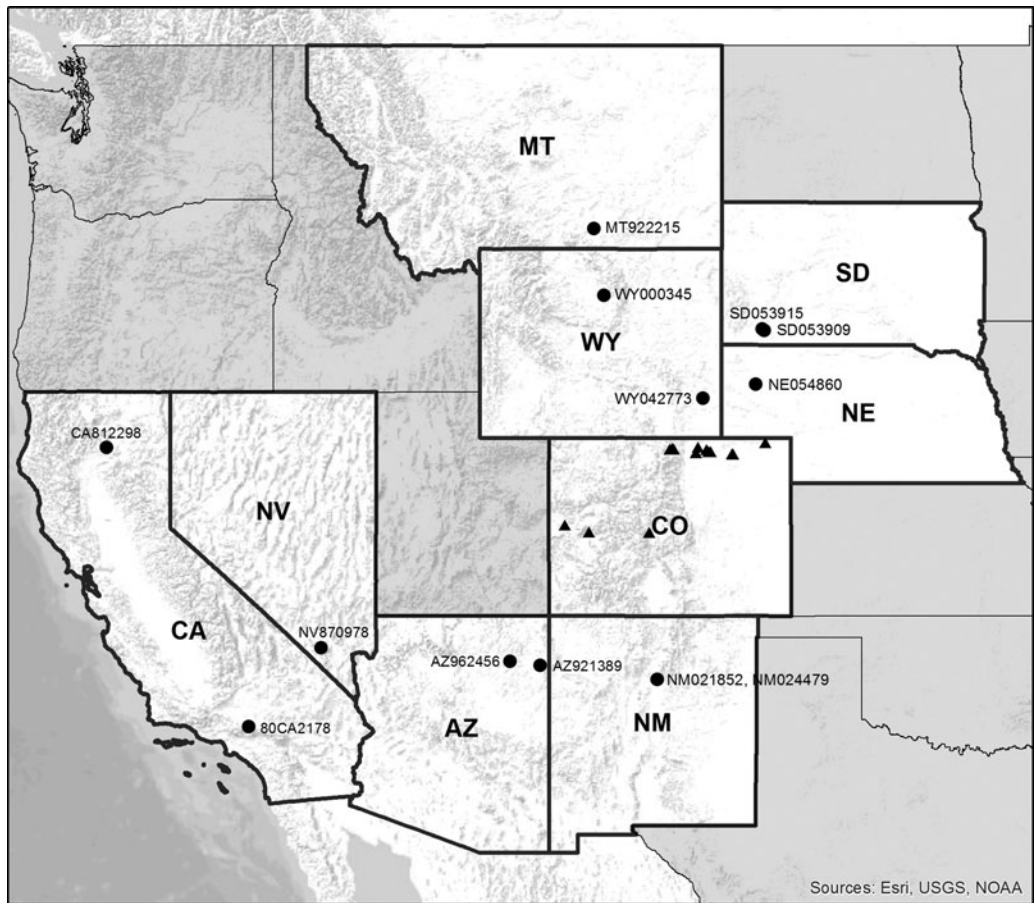 MT
MT922215
SD
WY000345
SD053915
SD053909
WY
NE054860
WY042773
NE
CA812298
NV
CO
CA
NV870978
AZ962456
AZ921389
NM021852, NM024479
80CA2178
AZ
NM
Sources: Esri, USGS, NOAA